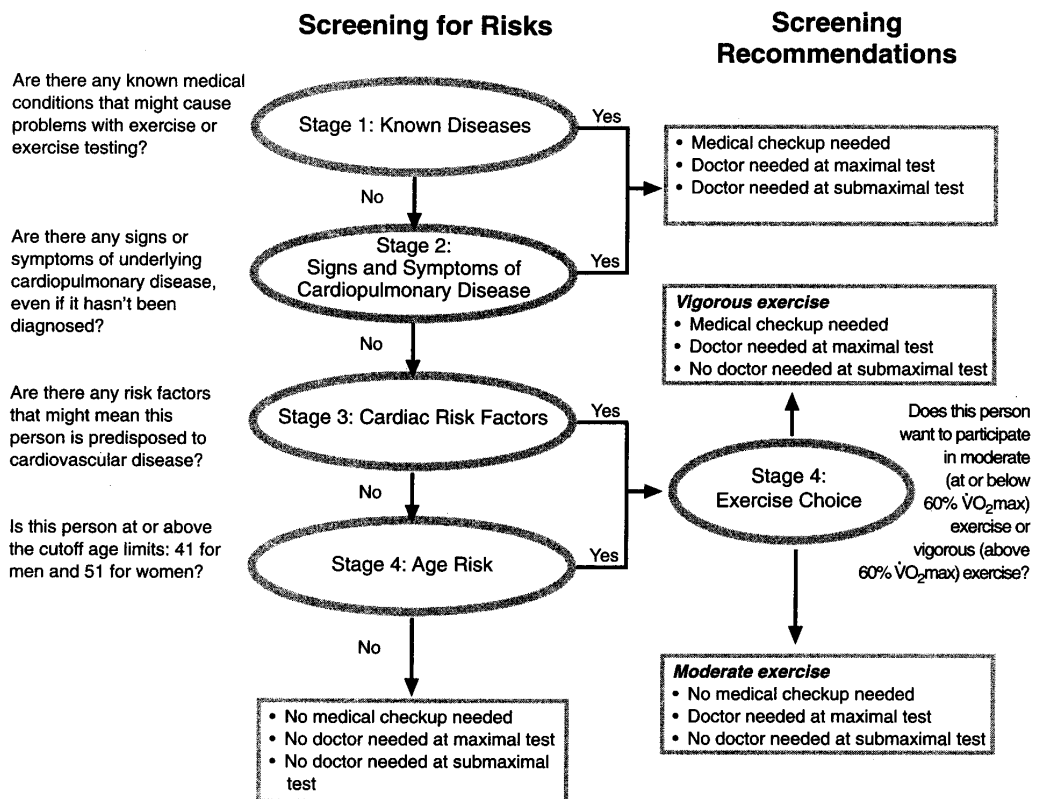 Screening for Risks
Screening
Recommendations
Are there any known medical
conditions that might cause
problems with exercise or
exercise testing?
Stage 1: Known Diseases
Yes
No
• Medical checkup needed
• Doctor needed at maximal test
• Doctor needed at submaximal test
Are there any signs or
symptoms of underlying
cardiopulmonary disease,
even if it hasn't been
diagnosed?
Stage 2:
Signs and Symptoms of
Cardiopulmonary Disease
Yes
No
Vigorous exercise
• Medical checkup needed
• Doctor needed at maximal test
• No doctor needed at submaximal test
Are there any risk factors
that might mean this
person is predisposed to
cardiovascular disease?
Stage 3: Cardiac Risk Factors
Yes
No
Stage 4:
Exercise Choice
Does this person
want to participate
in moderate
(at or below
60% V̇O₂max)
exercise or
vigorous (above
60% V̇O₂max) exercise?
Is this person at or above
the cutoff age limits: 41 for
men and 51 for women?
Stage 4: Age Risk
Yes
No
Moderate exercise
• No medical checkup needed
• Doctor needed at maximal test
• No doctor needed at submaximal test
• No medical checkup needed
• No doctor needed at maximal test
• No doctor needed at submaximal
test